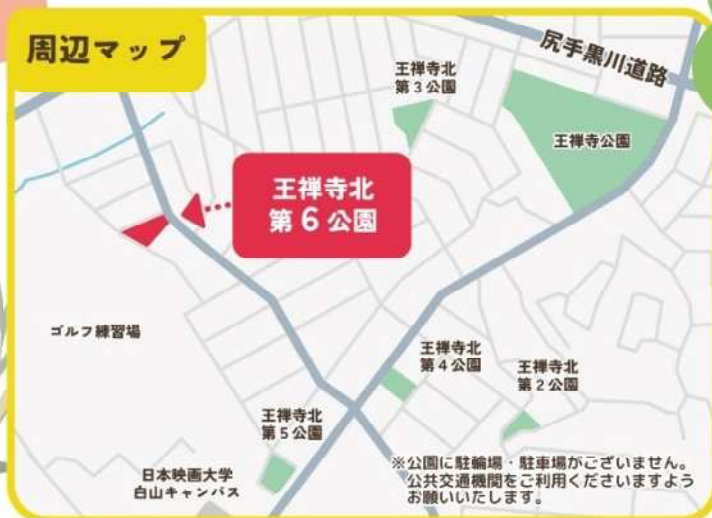 周辺マップ
尻手黒川道路
王禅寺北
第3公園
王禅寺公園
王禅寺北
第6公園
ゴルフ練習場
王禅寺北
第4公園
王禅寺北
第2公園
王禅寺北
第5公園
日本映画大学
白山キャンパス
※公園に駐輪場・駐車場がございません。
公共交通機関をご利用くださいますよう
お願いいたします。